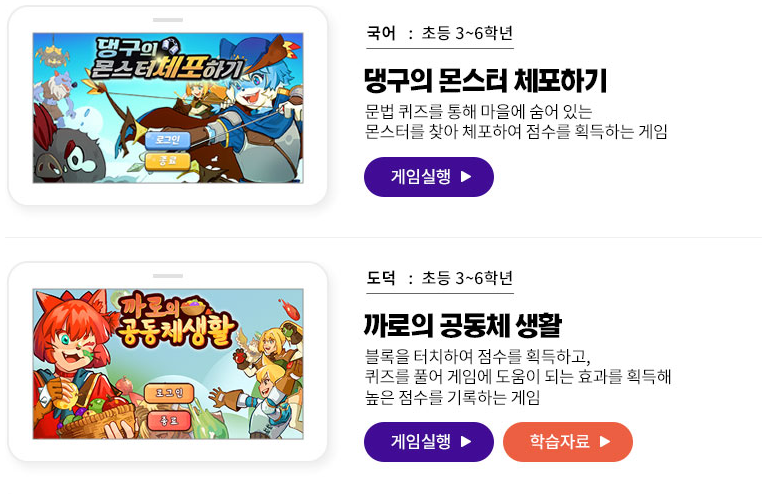 댕구의
몬스터체포하기
로그인
종료
국어 : 초등 3~6학년
댕구의 몬스터 체포하기
문법 퀴즈를 통해 마을에 숨어 있는
몬스터를 찾아 체포하여 점수를 획득하는 게임
게임실행 ▶
까로의
공동체생활
로그인
종료
도덕 : 초등 3~6학년
까로의 공동체 생활
블록을 터치하여 점수를 획득하고,
퀴즈를 풀어 게임에 도움이 되는 효과를 획득해
높은 점수를 기록하는 게임
게임실행 ▶
학습자료 ▶